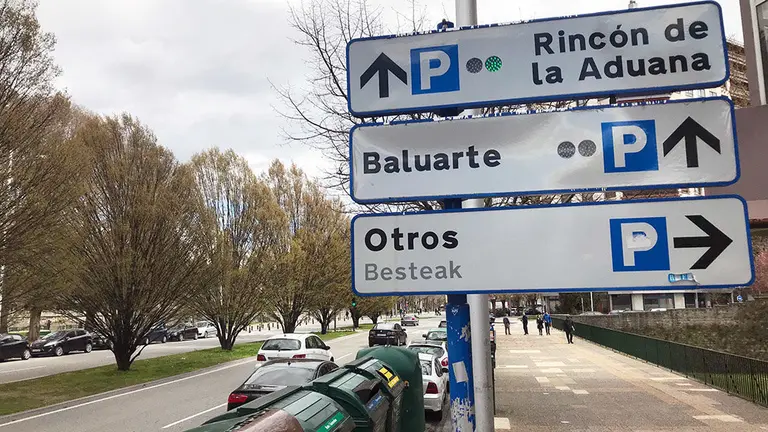 P Rincón de
la Aduana
Baluarte P
Otros P
Besteak